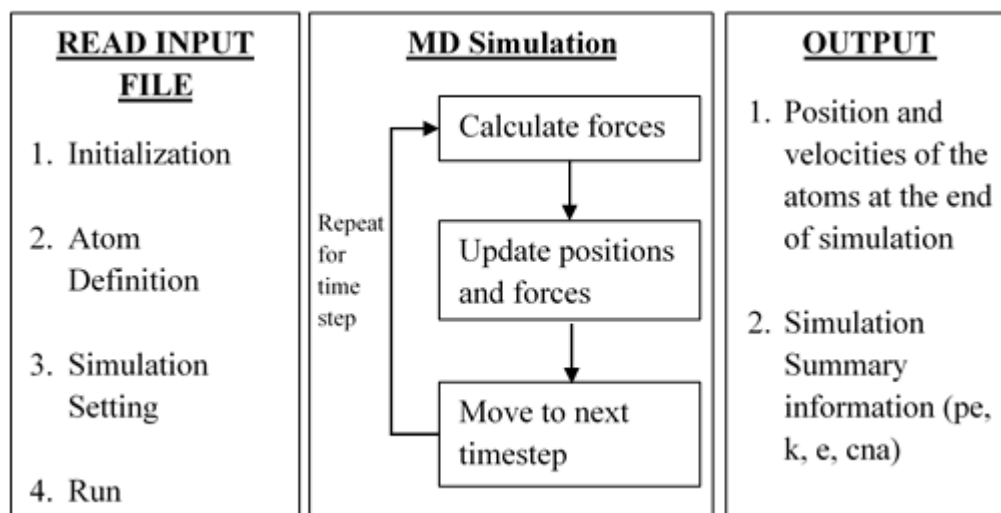 READ INPUT
FILE
1. Initialization
2. Atom
Definition
3. Simulation
Setting
4. Run
MD Simulation
Calculate forces
Repeat
for
time
step
Update positions
and forces
Move to next
timestep
OUTPUT
1. Position and
velocities of the
atoms at the end
of simulation
2. Simulation
Summary
information (pe,
k, e, cna)